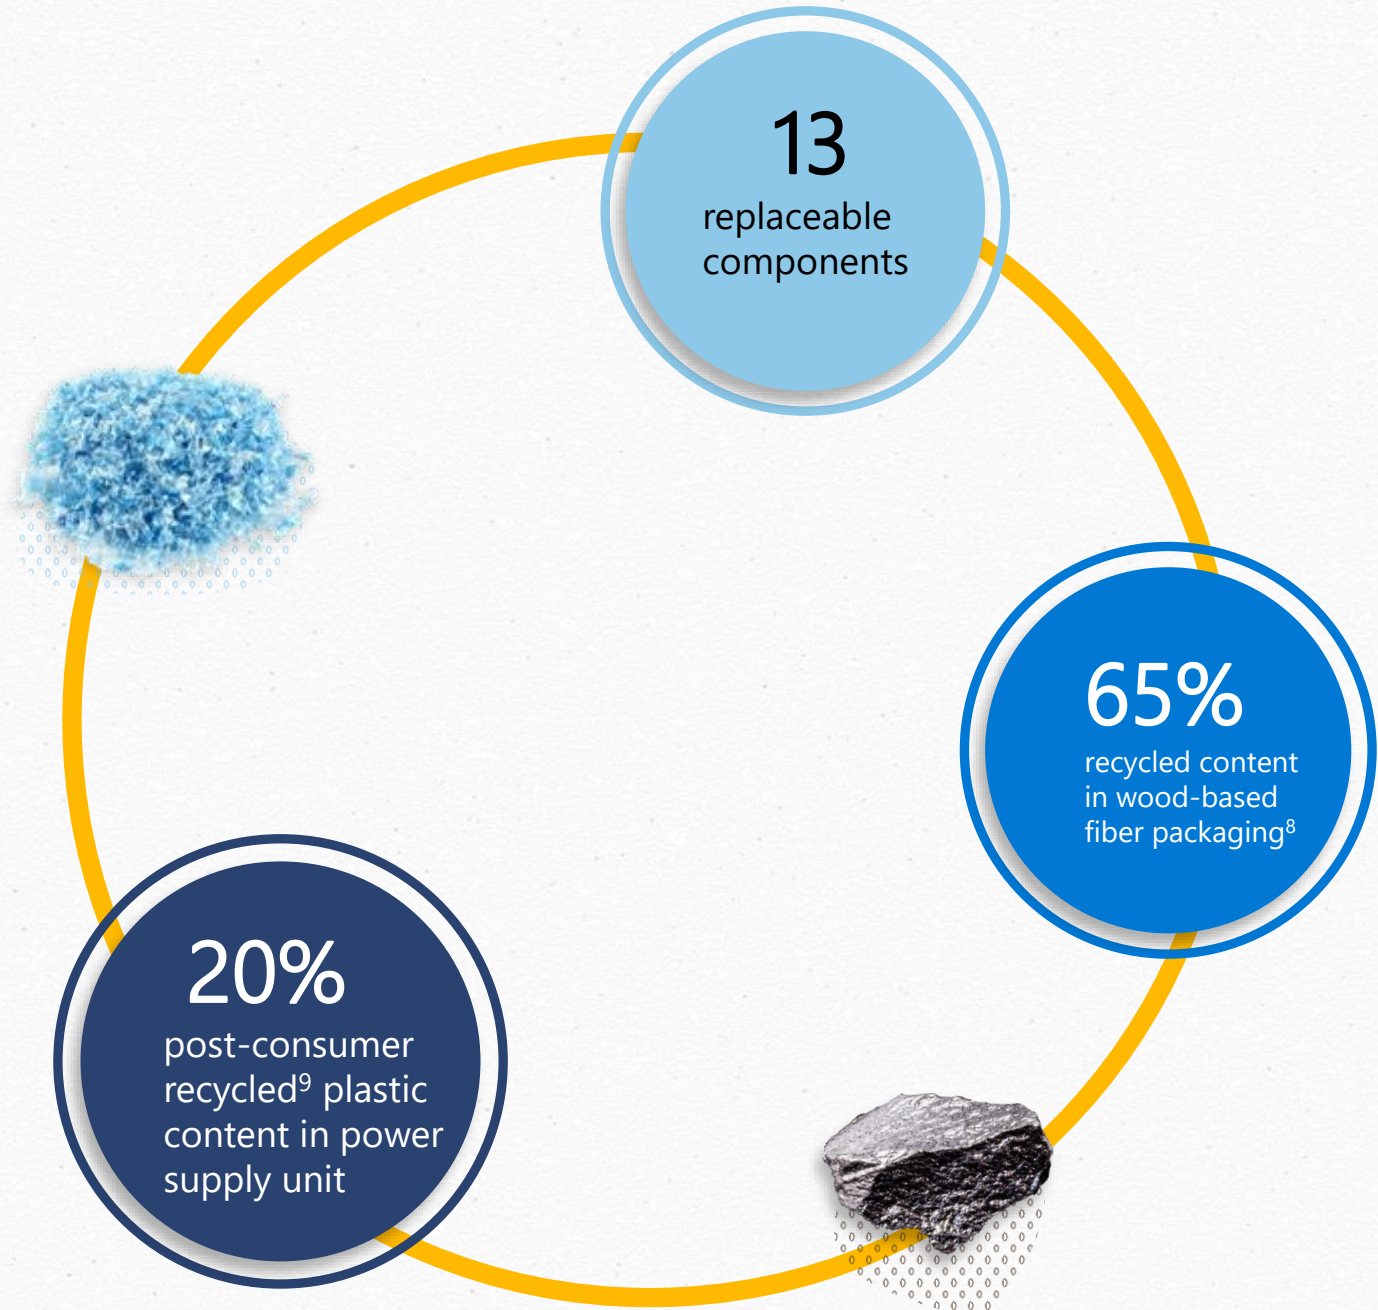 13
replaceable
components
65%
recycled content
in wood-based
fiber packaging⁸
20%
post-consumer
recycled⁹ plastic
content in power
supply unit